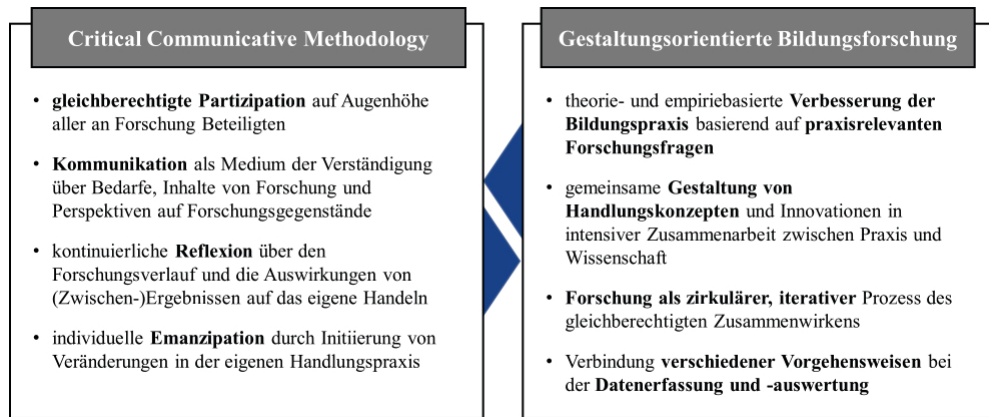 Critical Communicative Methodology
• gleichberechtigte Partizipation auf Augenhöhe
aller an Forschung Beteiligten
• Kommunikation als Medium der Verständigung
über Bedarfe, Inhalte von Forschung und
Perspektiven auf Forschungsgegenstände
• kontinuierliche Reflexion über den
Forschungsverlauf und die Auswirkungen von
(Zwischen-)Ergebnissen auf das eigene Handeln
• individuelle Emanzipation durch Initiierung von
Veränderungen in der eigenen Handlungspraxis
Gestaltungsorientierte Bildungsforschung
• theorie- und empiriebasierte Verbesserung der
Bildungspraxis basierend auf praxisrelevanten
Forschungsfragen
• gemeinsame Gestaltung von
Handlungskonzepten und Innovationen in
intensiver Zusammenarbeit zwischen Praxis und
Wissenschaft
• Forschung als zirkulärer, iterativer Prozess des
gleichberechtigten Zusammenwirkens
• Verbindung verschiedener Vorgehensweisen bei
der Datenerfassung und -auswertung